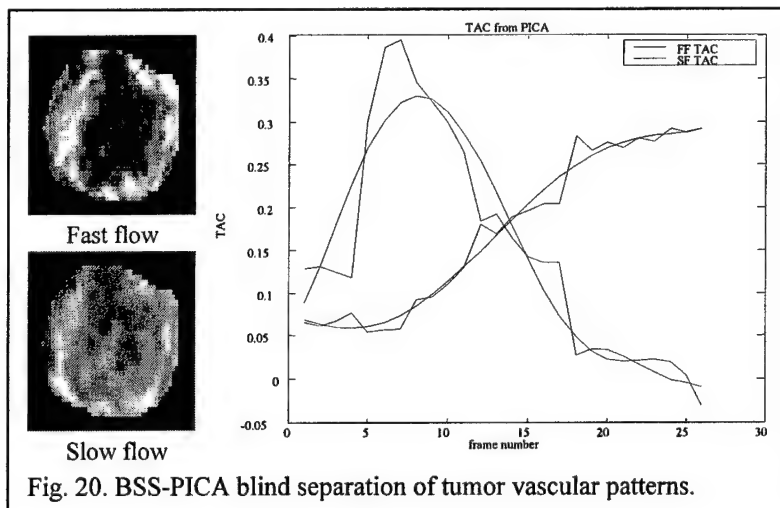 Fast flow
Slow flow
TAC from PICA
FF TAC
SF TAC
TAC
0.4
0.35
0.3
0.25
0.2
0.15
0.1
0.05
0
-0.05
0
5
10
15
20
25
30
frame number
Fig. 20. BSS-PICA blind separation of tumor vascular patterns.